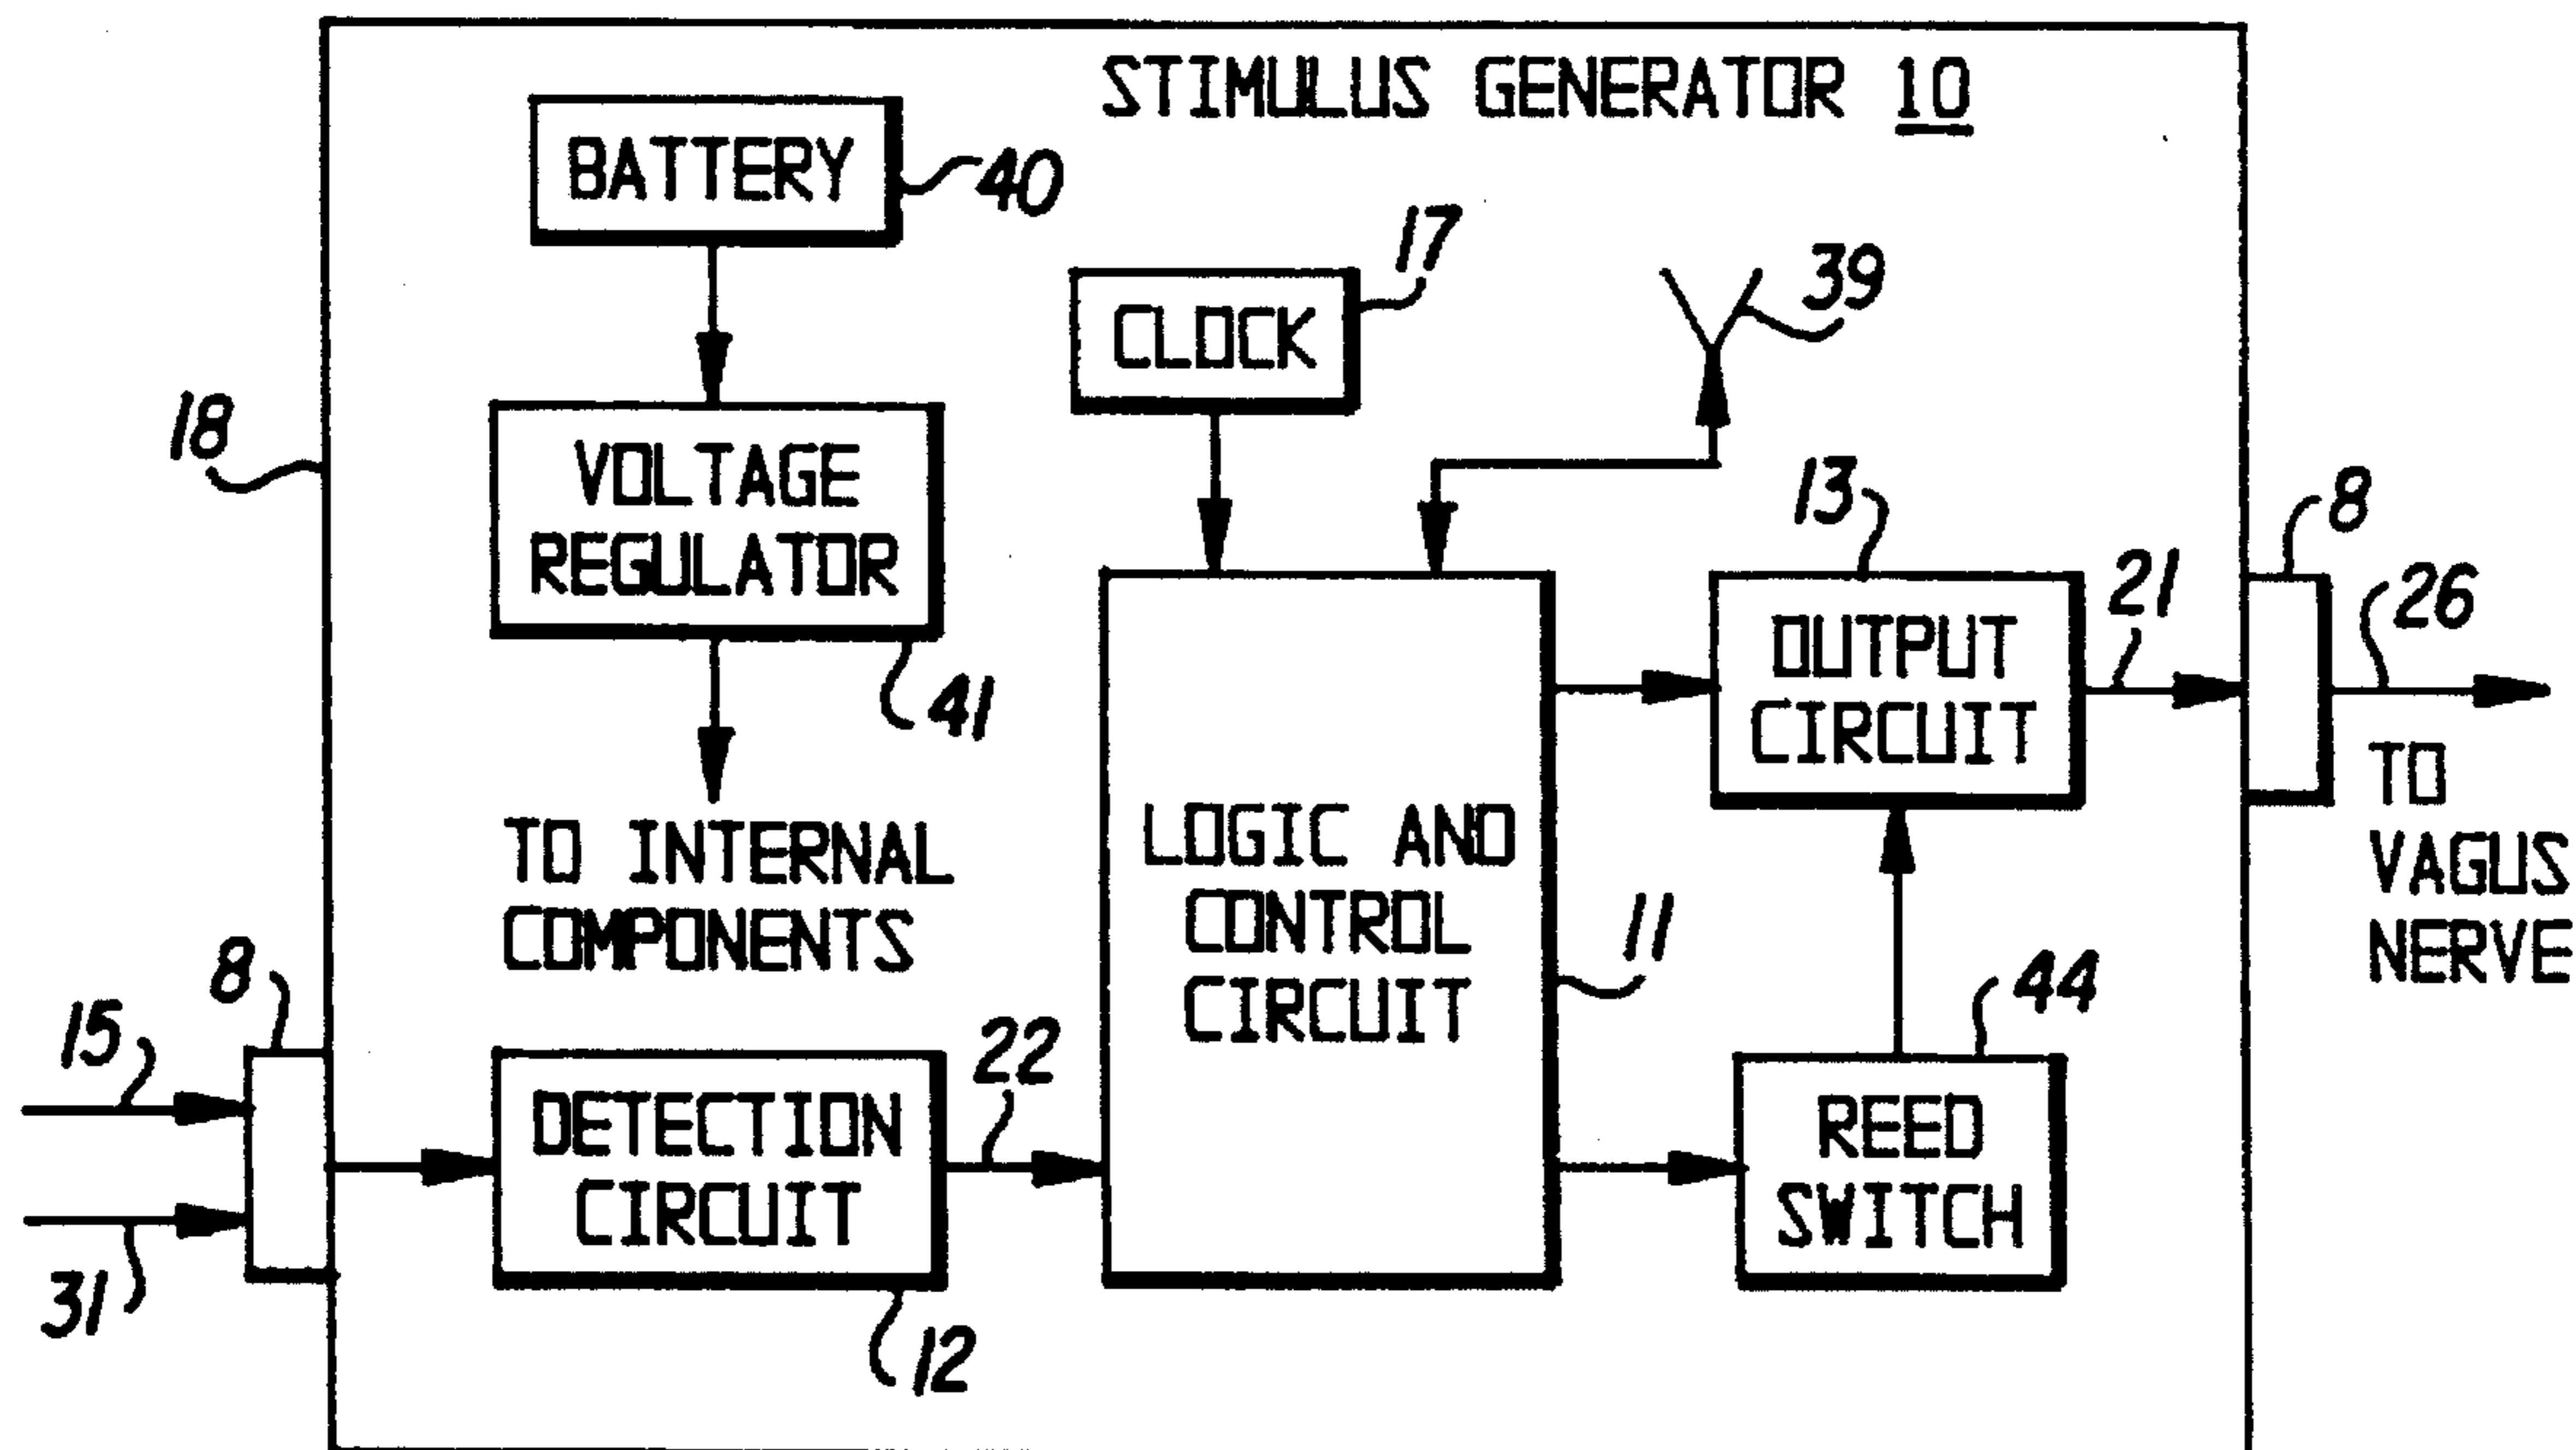 STIMULUS GENERATOR 10
BATTERY
40
17
CLOCK
39
18
VOLTAGE
REGULATOR
41
13
OUTPUT
CIRCUIT
21
8
26
TO
VAGUS
NERVE
TO INTERNAL
COMPONENTS
LOGIC AND
CONTROL
CIRCUIT
11
44
REED
SWITCH
8
15
31
DETECTION
CIRCUIT
22
12